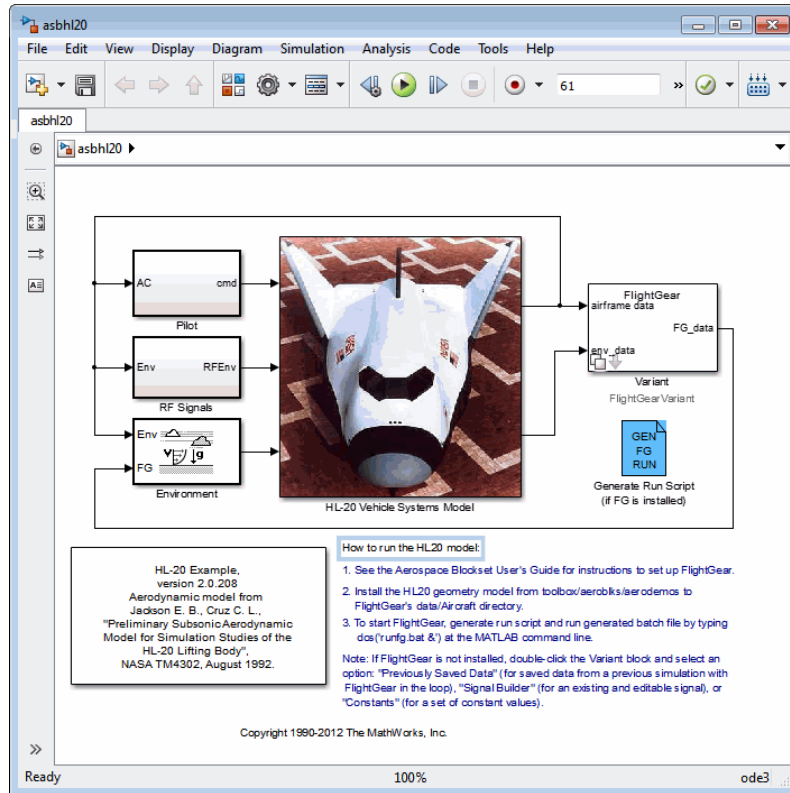 asbhl20
File Edit View Display Diagram Simulation Analysis Code Tools Help
61
»
asbhl20
asbhl20
AC cmd
Pilot
Env RFEnv
RF Signals
Env
FG
V g
Environment
HL-20 Vehicle Systems Model
FlightGear
airframe data
FG_data
env_data
Variant
FlightGearVariant
GEN
FG
RUN
Generate Run Script
(if FG is installed)
HL-20 Example,
version 2.0.208
Aerodynamic model from
Jackson E. B., Cruz C. L.,
"Preliminary Subsonic Aerodynamic
Model for Simulation Studies of the
HL-20 Lifting Body",
NASA TM4302, August 1992.
How to run the HL20 model:
1. See the Aerospace Blockset User's Guide for instructions to set up FlightGear.
2. Install the HL20 geometry model from toolbox/aeroblks/aerodemos to
FlightGear's data/Aircraft directory.
3. To start FlightGear, generate run script and run generated batch file by typing
dos('runfg.bat &') at the MATLAB command line.
Note: If FlightGear is not installed, double-click the Variant block and select an
option: "Previously Saved Data" (for saved data from a previous simulation with
FlightGear in the loop), "Signal Builder" (for an existing and editable signal), or
"Constants" (for a set of constant values).
Copyright 1990-2012 The MathWorks, Inc.
»
Ready 100% ode3